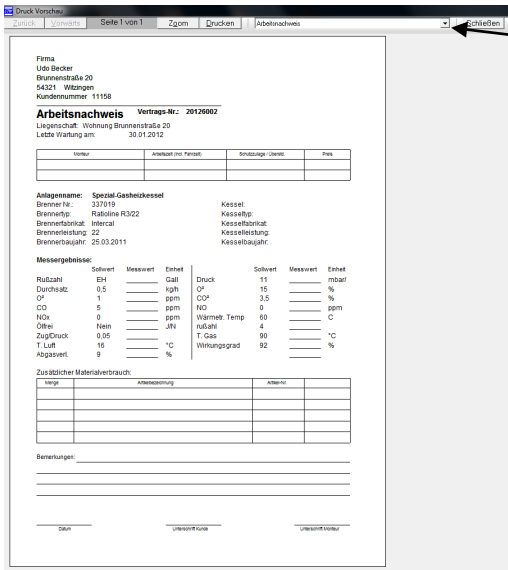 Druck Vorschau
Zurück Vorwärts Seite 1 von 1 Zoom Drucken Arbeitsnachweis Schließen
Firma
Udo Becker
Brunnenstraße 20
54321 Witzingen
Kundennummer 11158
Arbeitsnachweis Vertrags-Nr.: 20126002
Liegenschaft: Wohnung Brunnenstraße 20
Letzte Wartung am: 30.01.2012
Monteur Arbeitszeit (incl. Fahrzeit) Schutzzulage / Überstd. Preis
Anlagenname: Spezial-Gasheizkessel
Brenner Nr.: 337019 Kessel:
Brennertyp: Ratioline R3/22 Kesseltyp:
Brennerfabrikat: Intercal Kesselfabrikat:
Brennerleistung: 22 Kesselleistung:
Brennerbaujahr: 25.03.2011 Kesselbaujahr:
Messergebnisse:
Sollwert Messwert Einheit Sollwert Messwert Einheit
Rußzahl EH Gall Druck 11 mbar/
Durchsatz 0,5 kg/h O² 15 %
O² 1 ppm CO² 3,5 %
CO 5 ppm NO 0 ppm
NOx 0 ppm Wärmetr. Temp 60 C
Ölfrei Nein J/N rußahl 4
Zug/Druck 0,05 T. Gas 90 °C
T. Luft 16 °C Wirkungsgrad 92 %
Abgasverl. 9 %
Zusätzlicher Materialverbrauch:
Menge Artikelbezeichnung Artikel-Nr.
Bemerkungen:
Datum Unterschrift Kunde Unterschrift Monteur